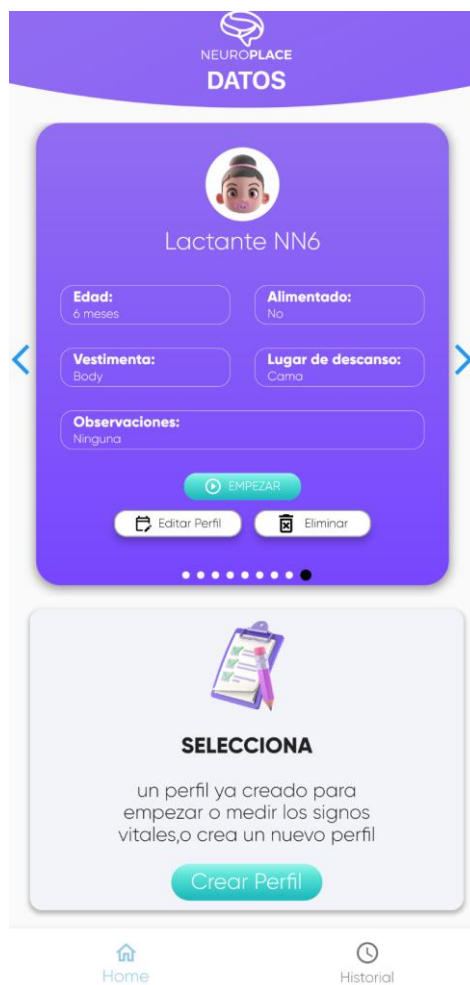 NEUROPLACE
DATOS
Lactante NN6
Edad:
6 meses
Alimentado:
No
Vestimenta:
Body
Lugar de descanso:
Cama
Observaciones:
Ninguna
EMPEZAR
Editar Perfil
Eliminar
SELECCIONA
un perfil ya creado para
empezar o medir los signos
vitales,o crea un nuevo perfil
Crear Perfil
Home
Historial